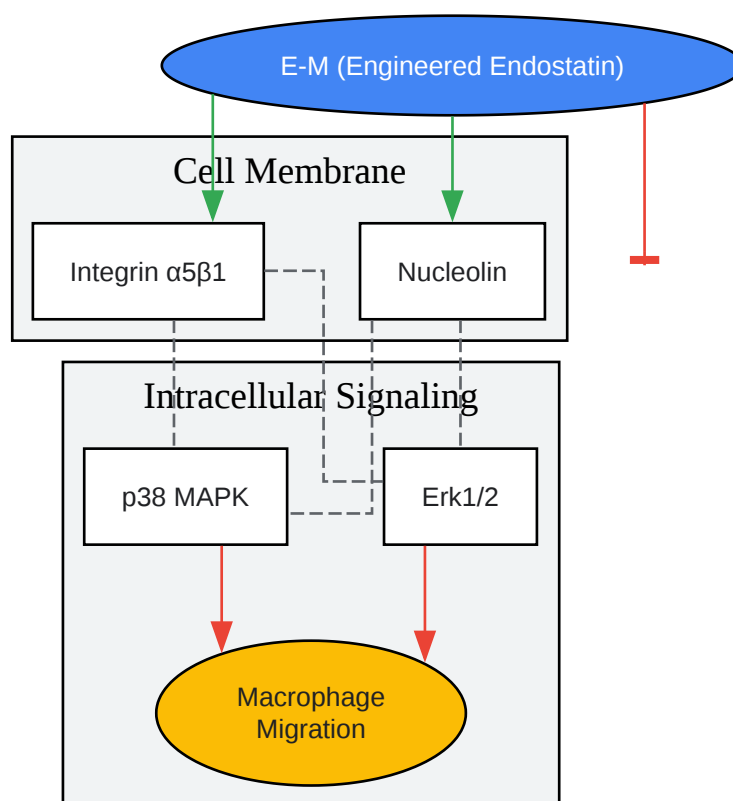 E-M (Engineered Endostatin)
Cell Membrane
Integrin α5β1
Nucleolin
Intracellular Signaling
p38 MAPK
Erk1/2
Macrophage
Migration